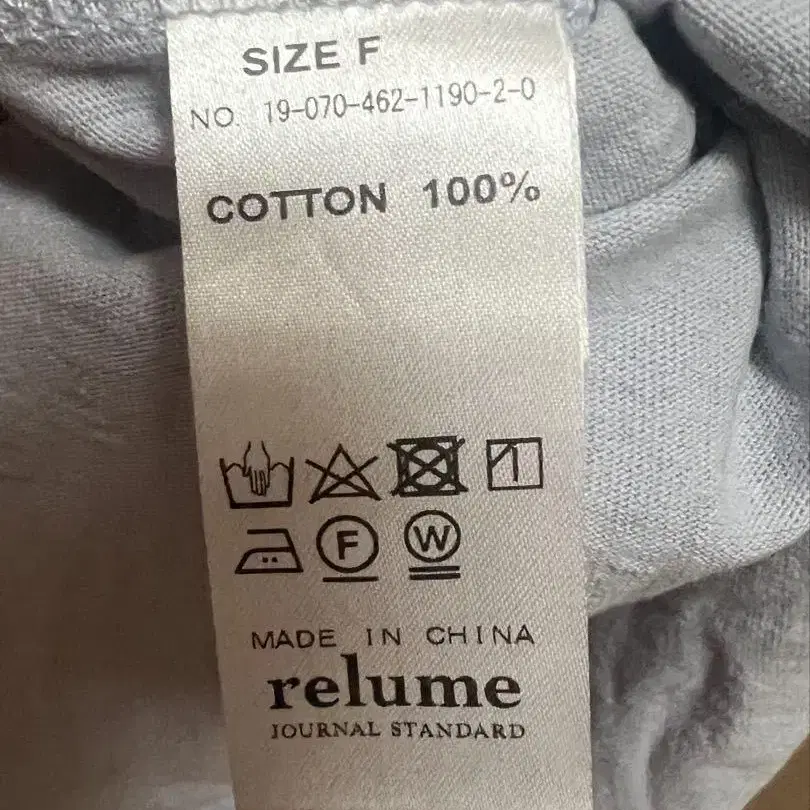 SIZE F
NO. 19-070-462-1190-2-0
COTTON 100%
F W
MADE IN CHINA
relume
JOURNAL STANDARD